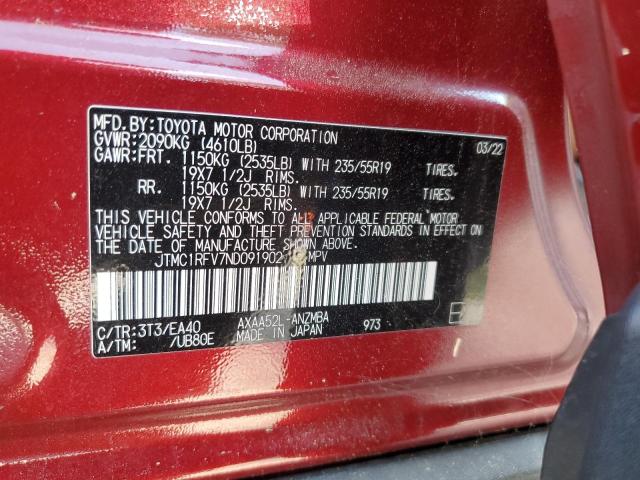 MFD.BY:TOYOTA MOTOR CORPORATION 03/22
GVWR:2090KG (4610LB)
GAWR:FRT. 1150KG (2535LB) WITH 235/55R19 TIRES.
19X7 1/2J RIMS.
RR. 1150KG (2535LB) WITH 235/55R19 TIRES.
19X7 1/2J RIMS.
THIS VEHICLE CONFORMS TO ALL APPLICABLE FEDERAL MOTOR
VEHICLE SAFETY AND THEFT PREVENTION STANDARDS IN EFFECT
ON THE DATE OF MANUFACTURE SHOWN ABOVE.
MPV
C/TR:3T3/EA40 AXAA52L-ANZMBA
A/TM: /UB80E MADE IN JAPAN 973